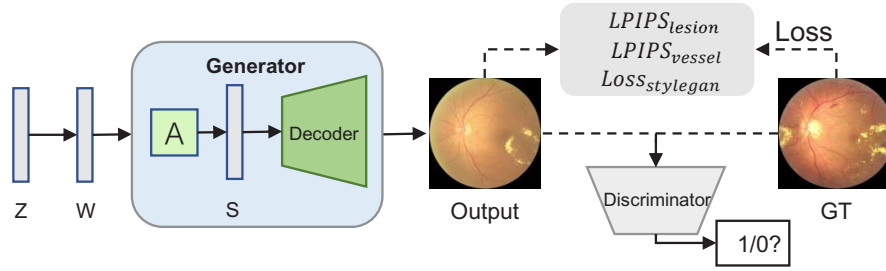 LPIPS_lesion
LPIPS_vessel
Loss_stylegan
Loss
Generator
A
Decoder
Z
W
S
Output
Discriminator
GT
1/0?